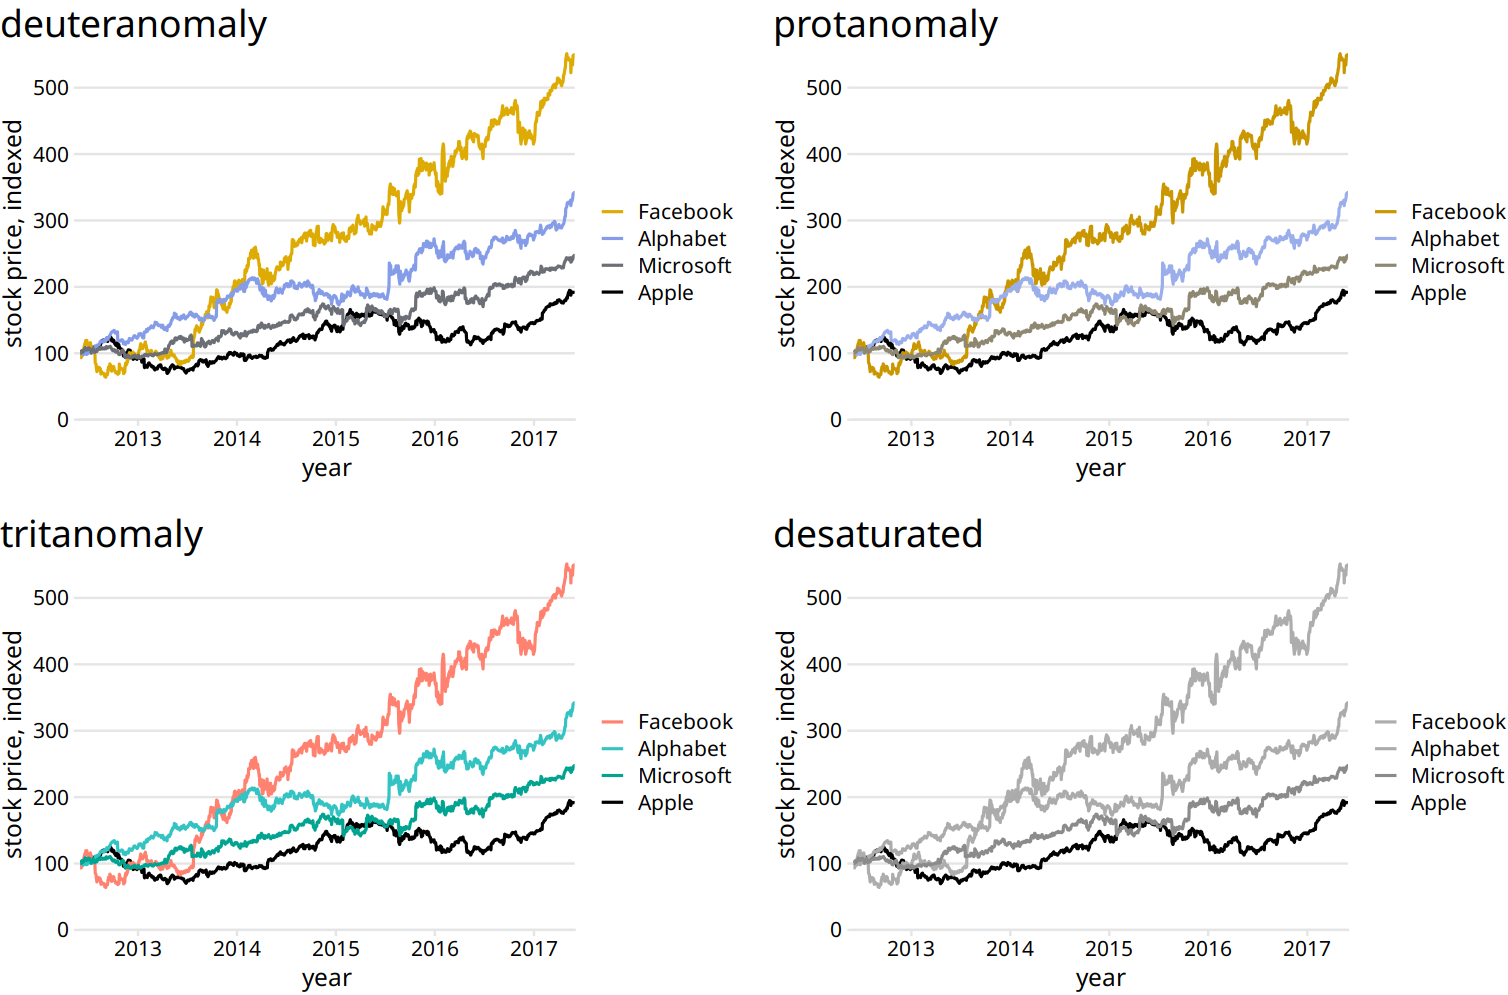 deuteranomaly
stock price, indexed
500
400
300
200
100
0
2013 2014 2015 2016 2017
year
Facebook
Alphabet
Microsoft
Apple
protanomaly
stock price, indexed
500
400
300
200
100
0
2013 2014 2015 2016 2017
year
Facebook
Alphabet
Microsoft
Apple
tritanomaly
stock price, indexed
500
400
300
200
100
0
2013 2014 2015 2016 2017
year
Facebook
Alphabet
Microsoft
Apple
desaturated
stock price, indexed
500
400
300
200
100
0
2013 2014 2015 2016 2017
year
Facebook
Alphabet
Microsoft
Apple